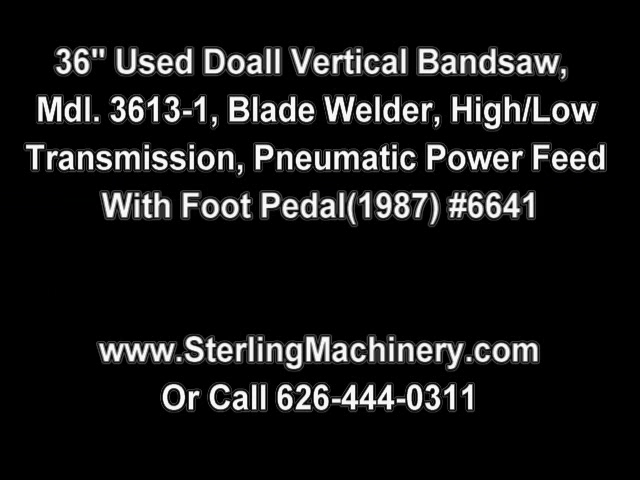 36" Used Doall Vertical Bandsaw,
Mdl. 3613-1, Blade Welder, High/Low
Transmission, Pneumatic Power Feed
With Foot Pedal(1987) #6641
www.SterlingMachinery.com
Or Call 626-444-0311